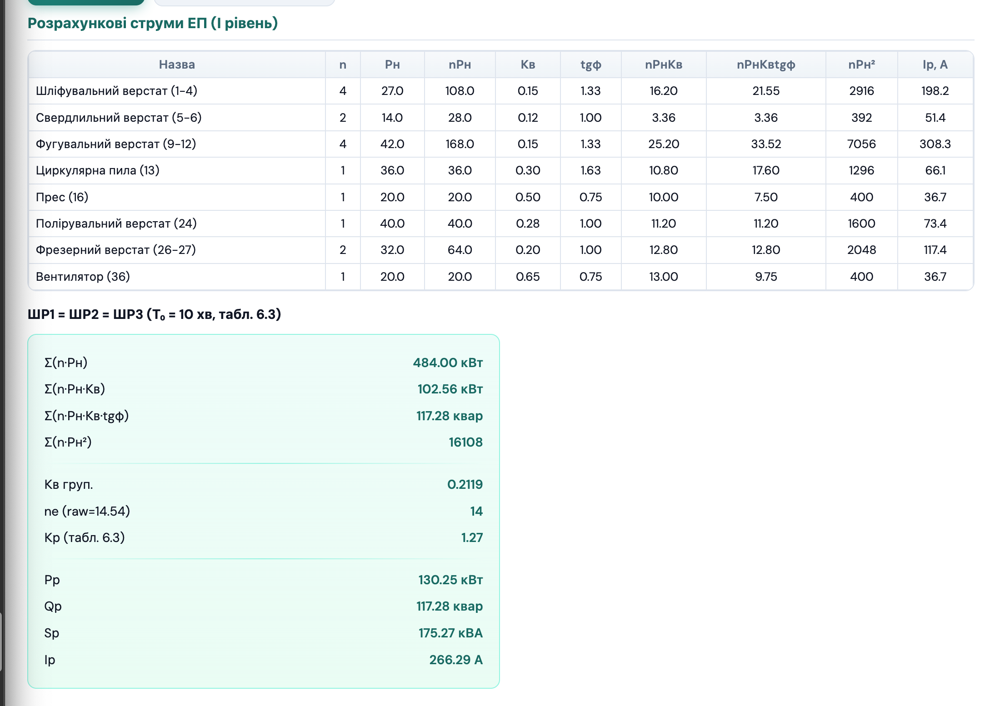 Розрахункові струми ЕП (I рівень)
Назва n Рн nРн Кв tgφ nРнКв nРнКвtgφ nРн² Ip, A
Шліфувальний верстат (1–4) 4 27.0 108.0 0.15 1.33 16.20 21.55 2916 198.2
Свердлильний верстат (5–6) 2 14.0 28.0 0.12 1.00 3.36 3.36 392 51.4
Фугувальний верстат (9–12) 4 42.0 168.0 0.15 1.33 25.20 33.52 7056 308.3
Циркулярна пила (13) 1 36.0 36.0 0.30 1.63 10.80 17.60 1296 66.1
Прес (16) 1 20.0 20.0 0.50 0.75 10.00 7.50 400 36.7
Полірувальний верстат (24) 1 40.0 40.0 0.28 1.00 11.20 11.20 1600 73.4
Фрезерний верстат (26–27) 2 32.0 64.0 0.20 1.00 12.80 12.80 2048 117.4
Вентилятор (36) 1 20.0 20.0 0.65 0.75 13.00 9.75 400 36.7
ШР1 = ШР2 = ШР3 (T₀ = 10 хв, табл. 6.3)
Σ(n·Рн) 484.00 кВт
Σ(n·Рн·Кв) 102.56 кВт
Σ(n·Рн·Кв·tgφ) 117.28 квар
Σ(n·Рн²) 16108
Кв груп. 0.2119
ne (raw=14.54) 14
Кр (табл. 6.3) 1.27
Pp 130.25 кВт
Qp 117.28 квар
Sp 175.27 кВА
Ip 266.29 А